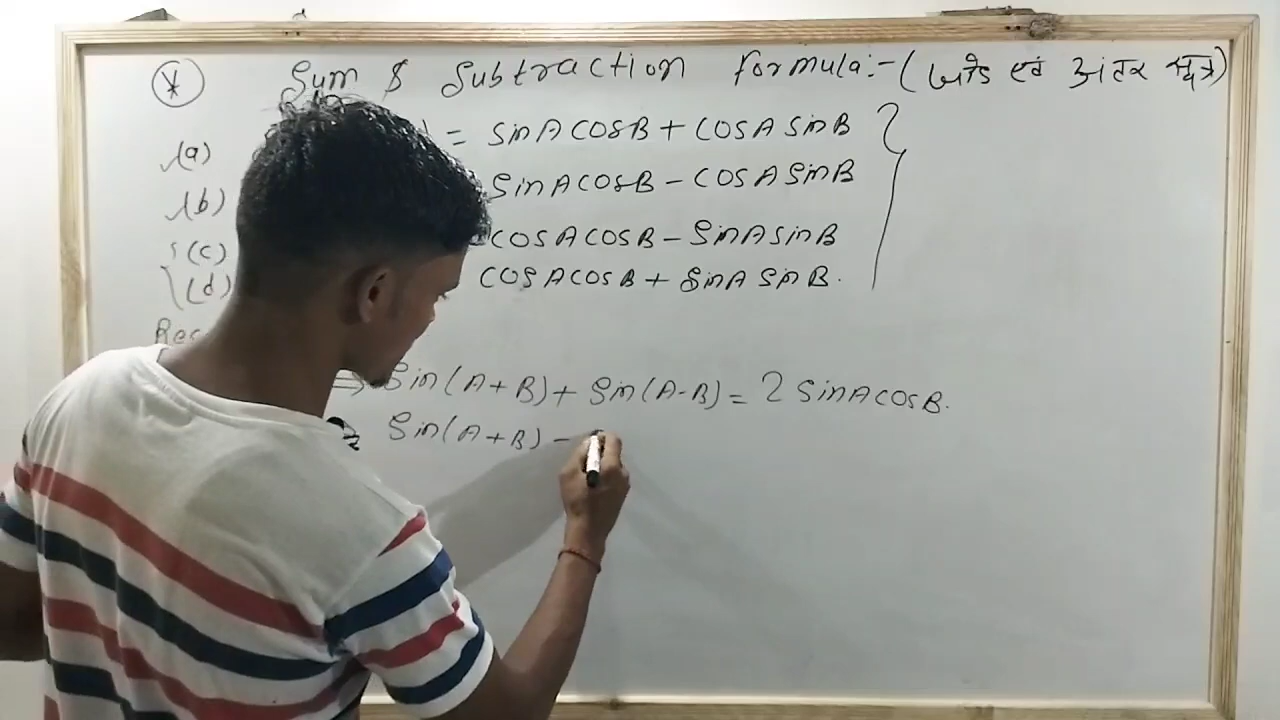 Sum & Subtraction formula:- ( एवं अंतर सूत्र)
(a) ) = sinA cosB + cosA sinB
(b) sinA cosB - cosA sinB
(c) cosA cosB - sinA sinB
(d) cosA cosB + sinA sinB.
⇒ Sin(A+B) + Sin(A-B) = 2 sinA cosB.
Sin(A+B) -